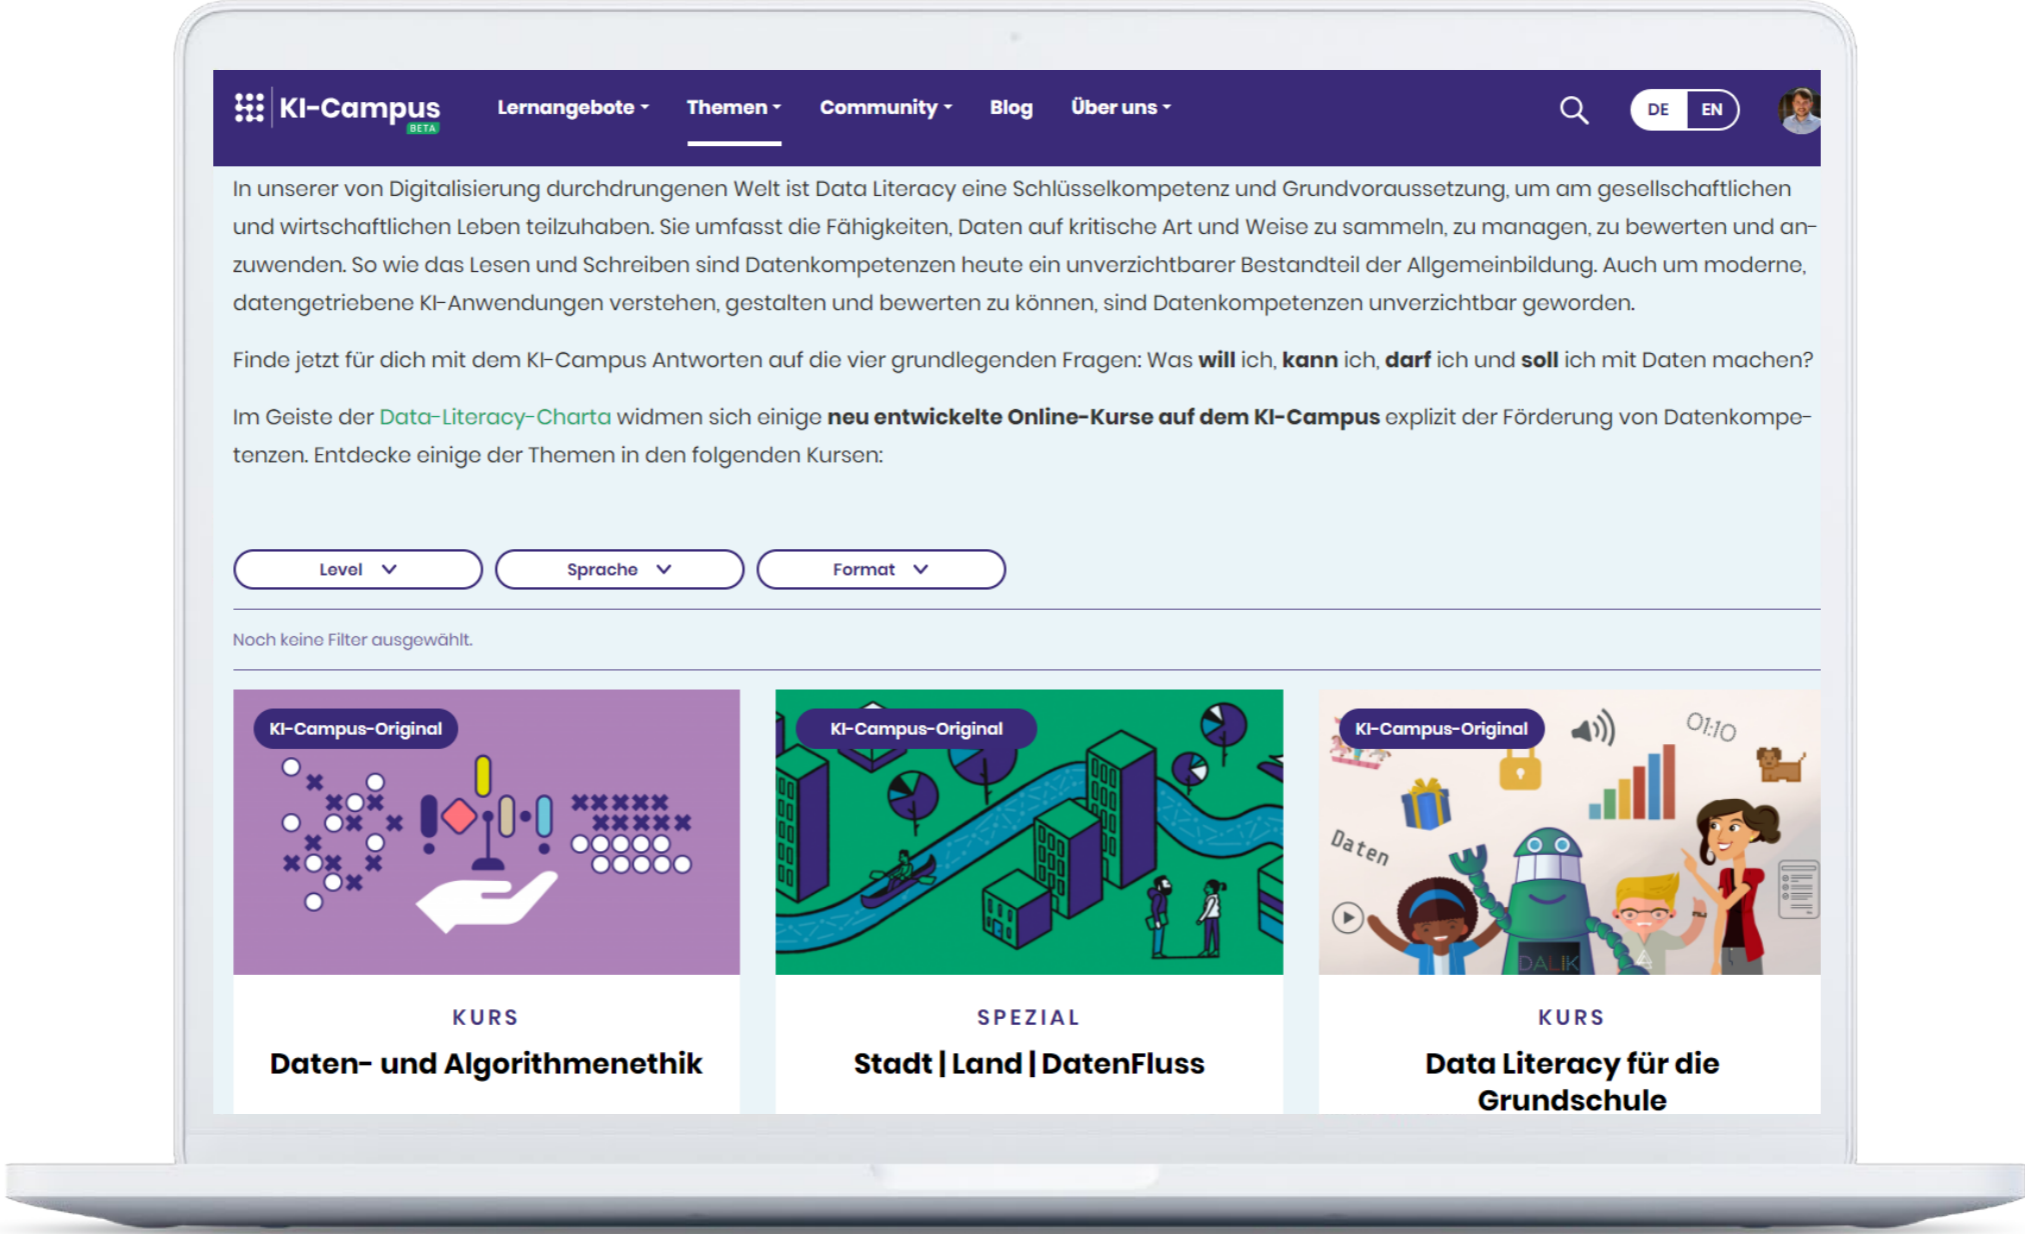 KI-Campus
BETA
Lernangebote
Themen
Community
Blog
Über uns
DE
EN
In unserer von Digitalisierung durchdrungenen Welt ist Data Literacy eine Schlüsselkompetenz und Grundvoraussetzung, um am gesellschaftlichen
und wirtschaftlichen Leben teilzuhaben. Sie umfasst die Fähigkeiten, Daten auf kritische Art und Weise zu sammeln, zu managen, zu bewerten und an-
zuwenden. So wie das Lesen und Schreiben sind Datenkompetenzen heute ein unverzichtbarer Bestandteil der Allgemeinbildung. Auch um moderne,
datengetriebene KI-Anwendungen verstehen, gestalten und bewerten zu können, sind Datenkompetenzen unverzichtbar geworden.
Finde jetzt für dich mit dem KI-Campus Antworten auf die vier grundlegenden Fragen: Was will ich, kann ich, darf ich und soll ich mit Daten machen?
Im Geiste der Data-Literacy-Charta widmen sich einige neu entwickelte Online-Kurse auf dem KI-Campus explizit der Förderung von Datenkompe-
tenzen. Entdecke einige der Themen in den folgenden Kursen:
Level
Sprache
Format
Noch keine Filter ausgewählt.
KI-Campus-Original
KURS
Daten- und Algorithmenethik
KI-Campus-Original
SPEZIAL
Stadt | Land | DatenFluss
KI-Campus-Original
01:10
Daten
DALIK
KURS
Data Literacy für die
Grundschule